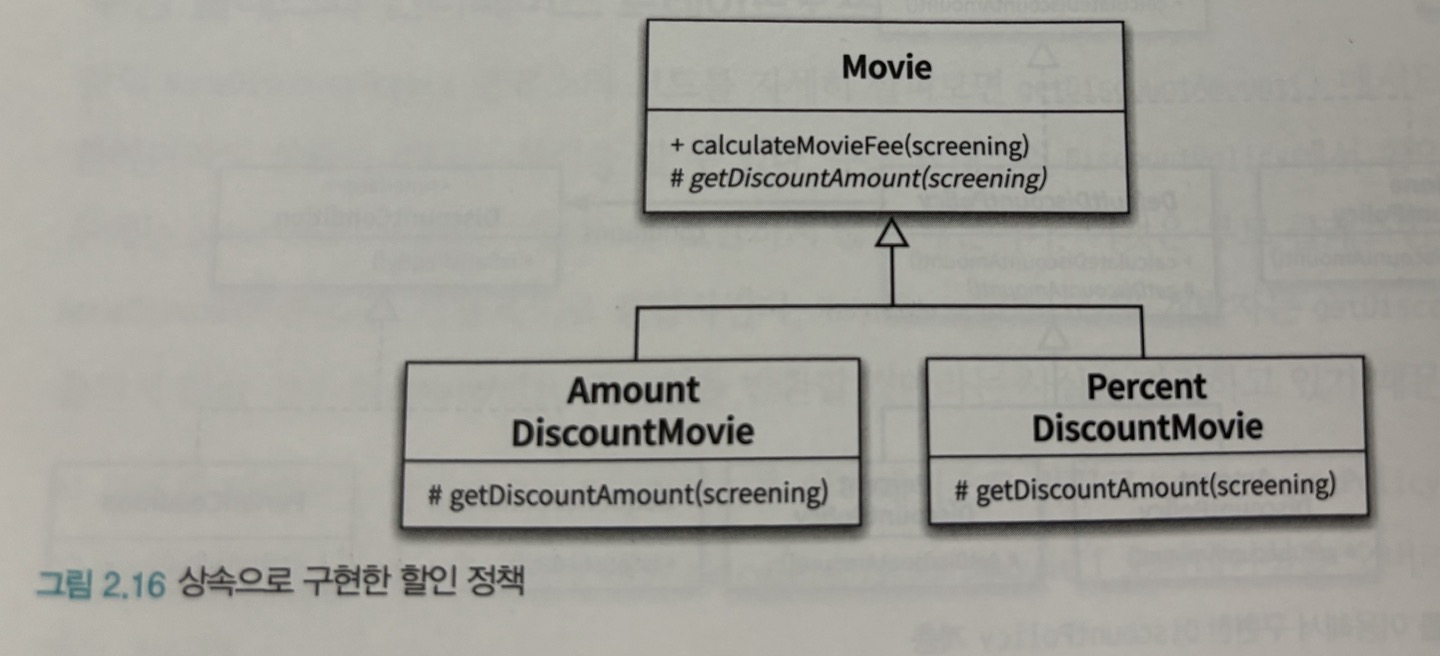 Movie
+ calculateMovieFee(screening)
# getDiscountAmount(screening)
Amount
DiscountMovie
# getDiscountAmount(screening)
Percent
DiscountMovie
# getDiscountAmount(screening)
그림 2.16 상속으로 구현한 할인 정책